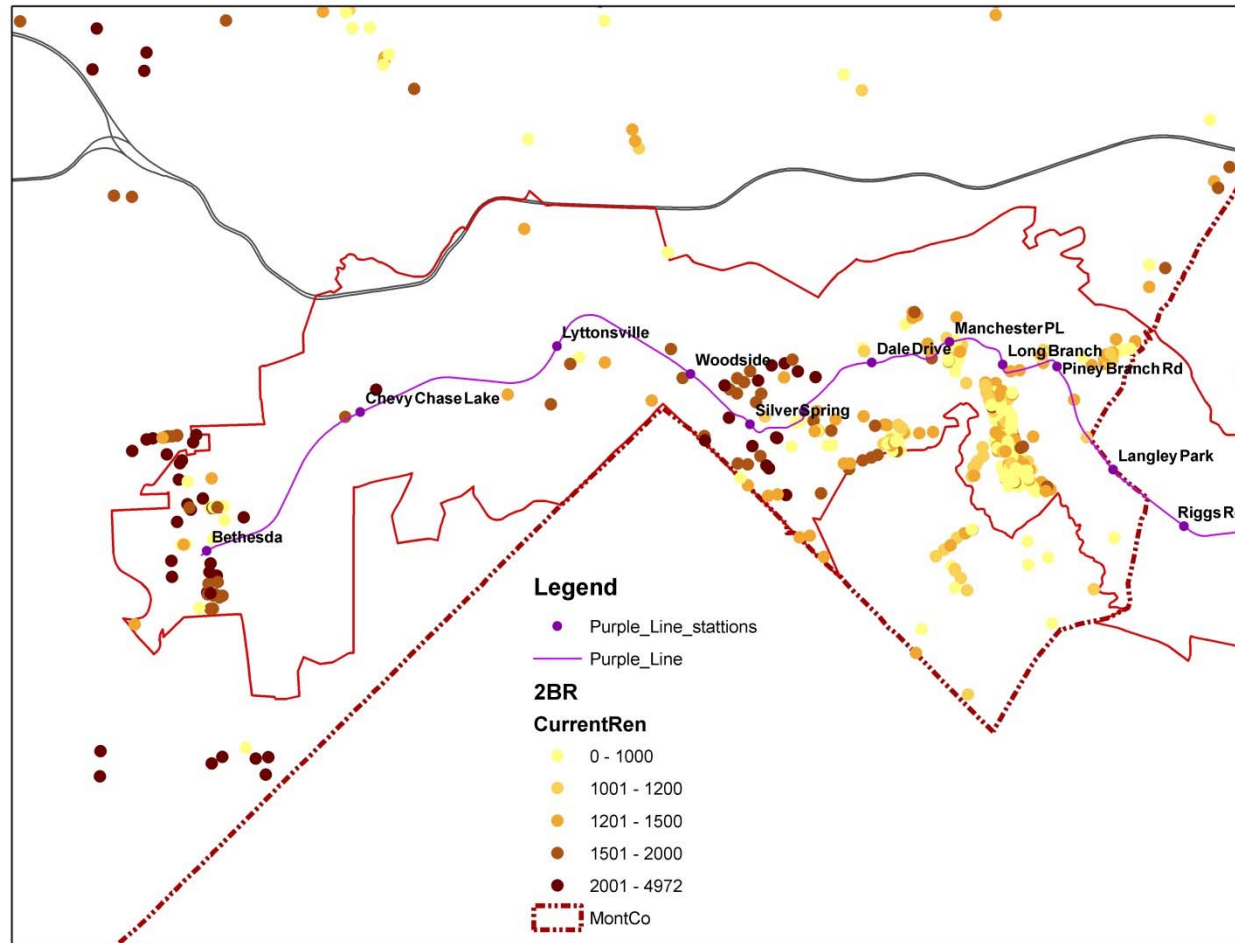 Manchester PL
Lyttonsville
Long Branch
Dale Drive
Woodside
Piney Branch Rd
Chevy Chase Lake
Silver Spring
Langley Park
Riggs R
Bethesda
Legend
Purple_Line_stattions
Purple_Line
2BR
CurrentRen
0 - 1000
1001 - 1200
1201 - 1500
1501 - 2000
2001 - 4972
MontCo